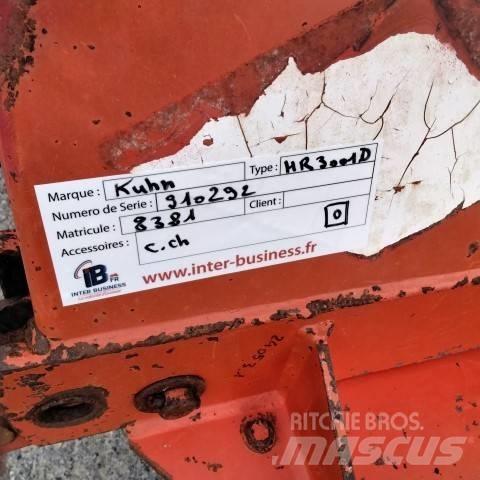 Marque : Kuhn
Type : HR3001D
Numero de Serie : 910292
Matricule : 8381
Client :
Accessoires : c.ch
0
IB FR
INTER BUSINESS
www.inter-business.fr
RITCHIE BROS.
MASCUS